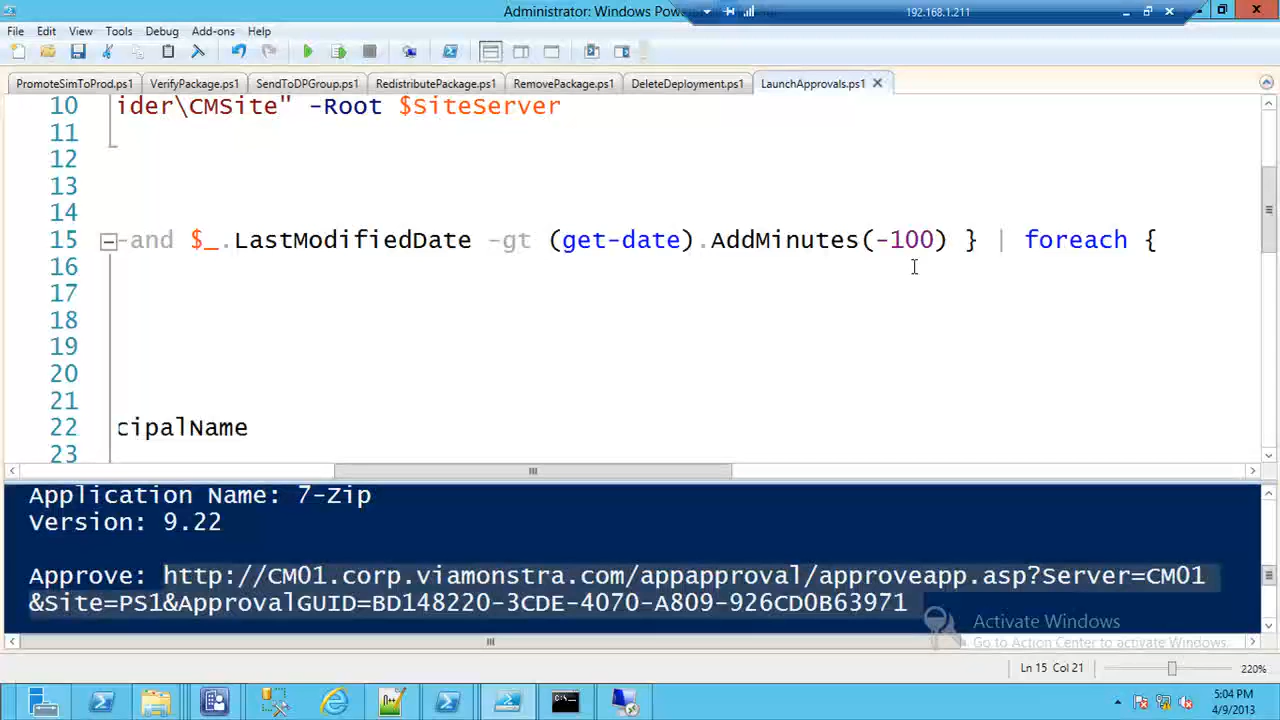 Administrator: Windows Pow
192.168.1.211
File Edit View Tools Debug Add-ons Help
PromoteSimToProd.ps1 VerifyPackage.ps1 SendToDPGroup.ps1 RedistributePackage.ps1 RemovePackage.ps1 DeleteDeployment.ps1 LaunchApprovals.ps1
10 ider\CMSite" -Root $SiteServer
11
12
13
14
15 -and $_.LastModifiedDate -gt (get-date).AddMinutes(-100) } | foreach {
16
17
18
19
20
21
22 cipalName
23
Application Name: 7-Zip
Version: 9.22
Approve: http://CM01.corp.viamonstra.com/appapproval/approveapp.asp?Server=CM01
&Site=PS1&ApprovalGUID=BD148220-3CDE-4070-A809-926CD0B63971
Activate Windows
Go to Action Center to activate Windows.
Ln 15 Col 21
220%
5:04 PM
4/9/2013